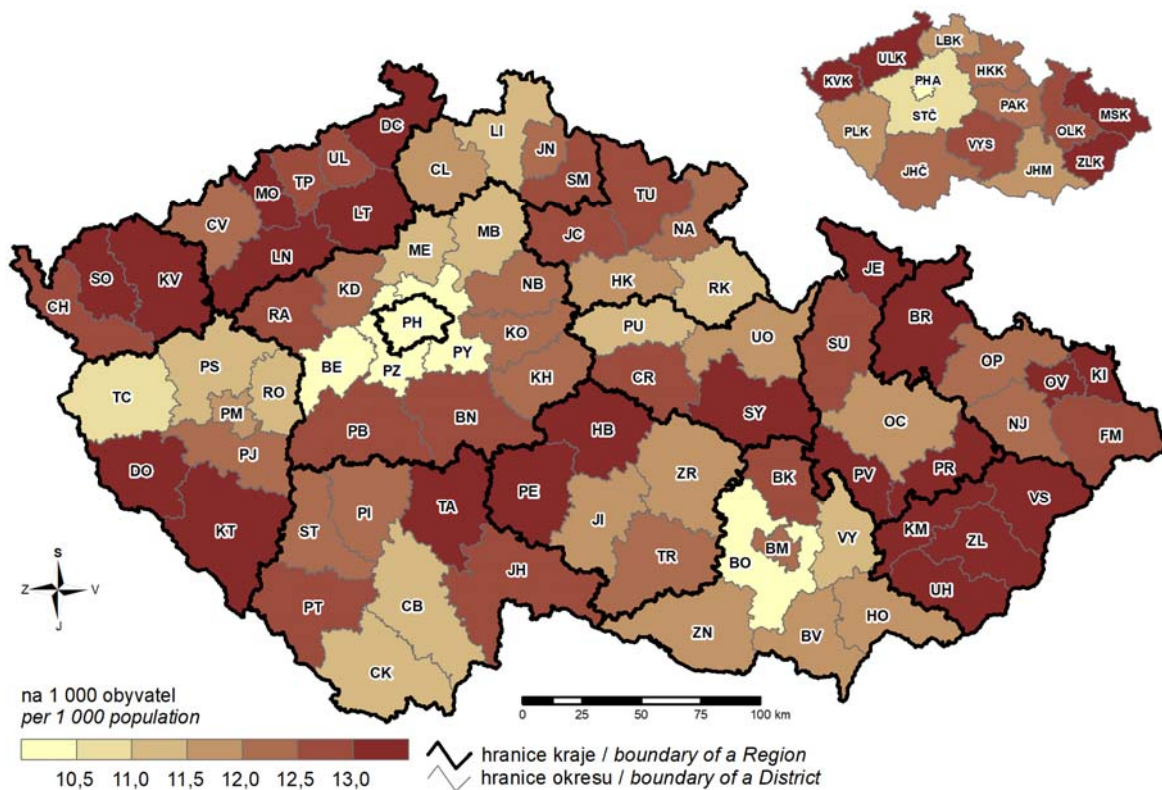 LBK
ULK
HKK
KVK
PHA
PAK
MSK
STČ
OLK
PLK
VYS
ZLK
JHČ
JHM
DC
LI
UL
JN
TP
CL
MO
SM
TU
LT
CV
ME
MB
JC
NA
LN
SO
KV
JE
KD
NB
HK
RK
CH
RA
BR
PH
KO
PU
UO
SU
OP
PS
BE
PY
PZ
OV
KI
TC
RO
KH
CR
PM
SY
OC
NJ
FM
PB
BN
HB
PJ
DO
PV
PR
ZR
BK
VS
PE
TA
PI
KT
ST
JI
KM
ZL
VY
BM
TR
BO
JH
UH
PT
CB
HO
ZN
BV
CK
S
Z V
J
na 1 000 obyvatel
per 1 000 population
10,5 11,0 11,5 12,0 12,5 13,0
0 25 50 75 100 km
hranice kraje / boundary of a Region
hranice okresu / boundary of a District